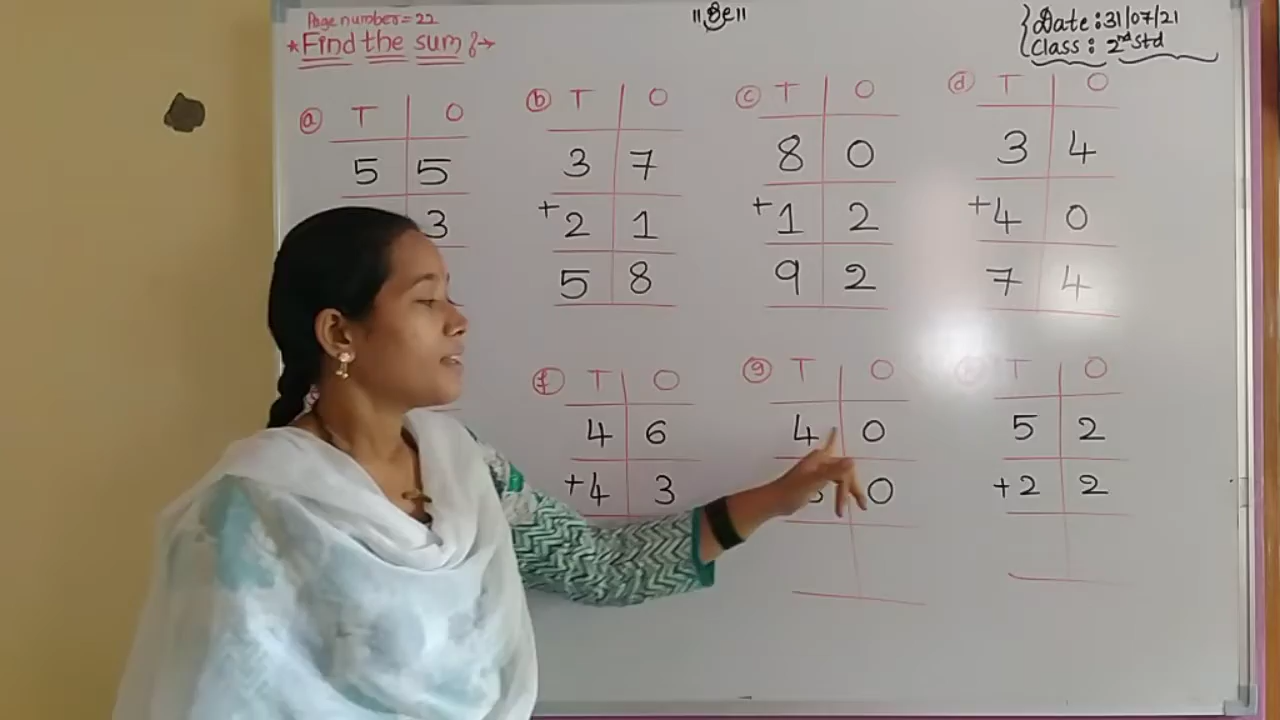 Page number = 22
"श्री"
Date : 31/07/21
* Find the sum :→
Class : 2nd std
a T O
5 5
3
b T O
3 7
+ 2 1
5 8
c T O
8 0
+ 1 2
9 2
d T O
3 4
+ 4 0
7 4
f T O
4 6
+ 4 3
g T O
4 0
0
T O
5 2
+ 2 2